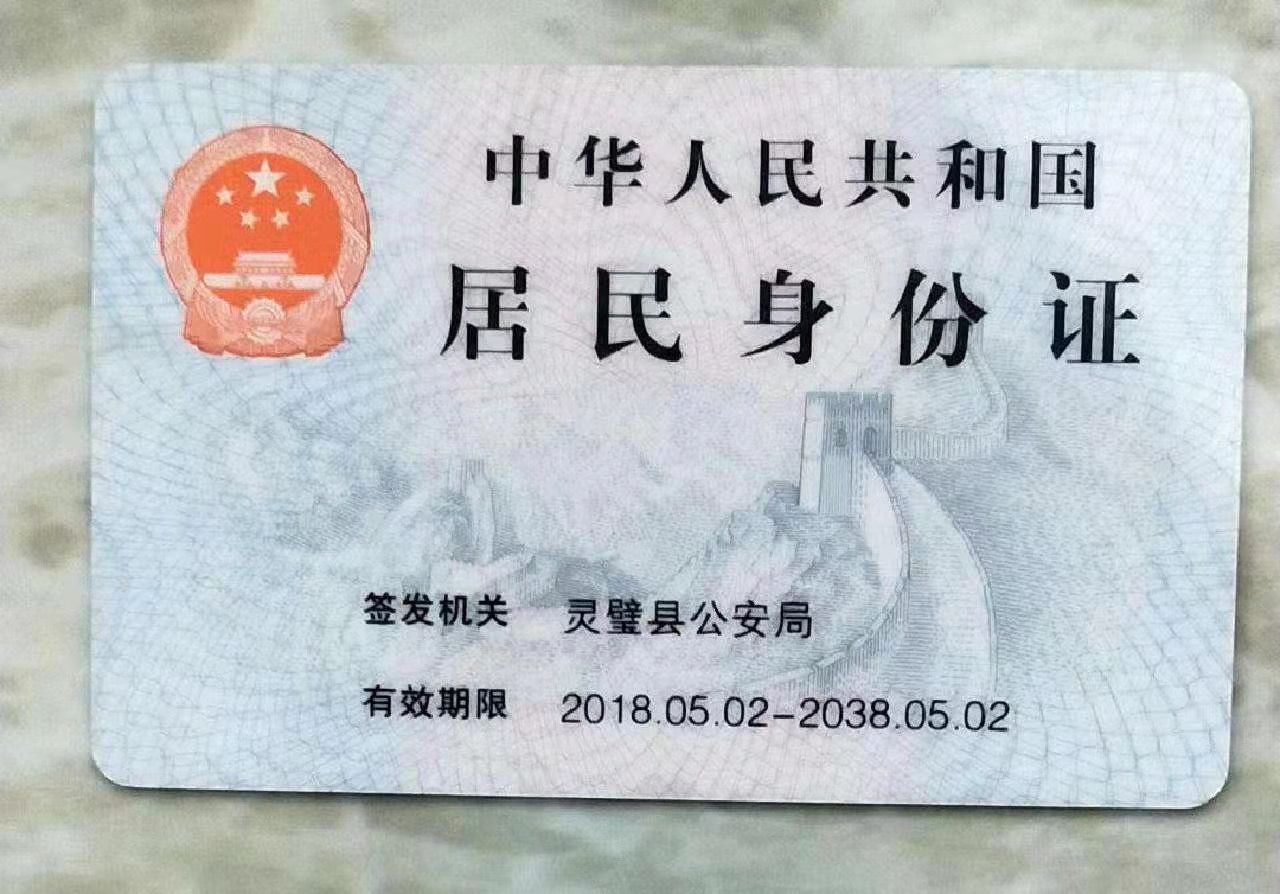 中华人民共和国
居民身份证
签发机关 灵璧县公安局
有效期限 2018.05.02-2038.05.02